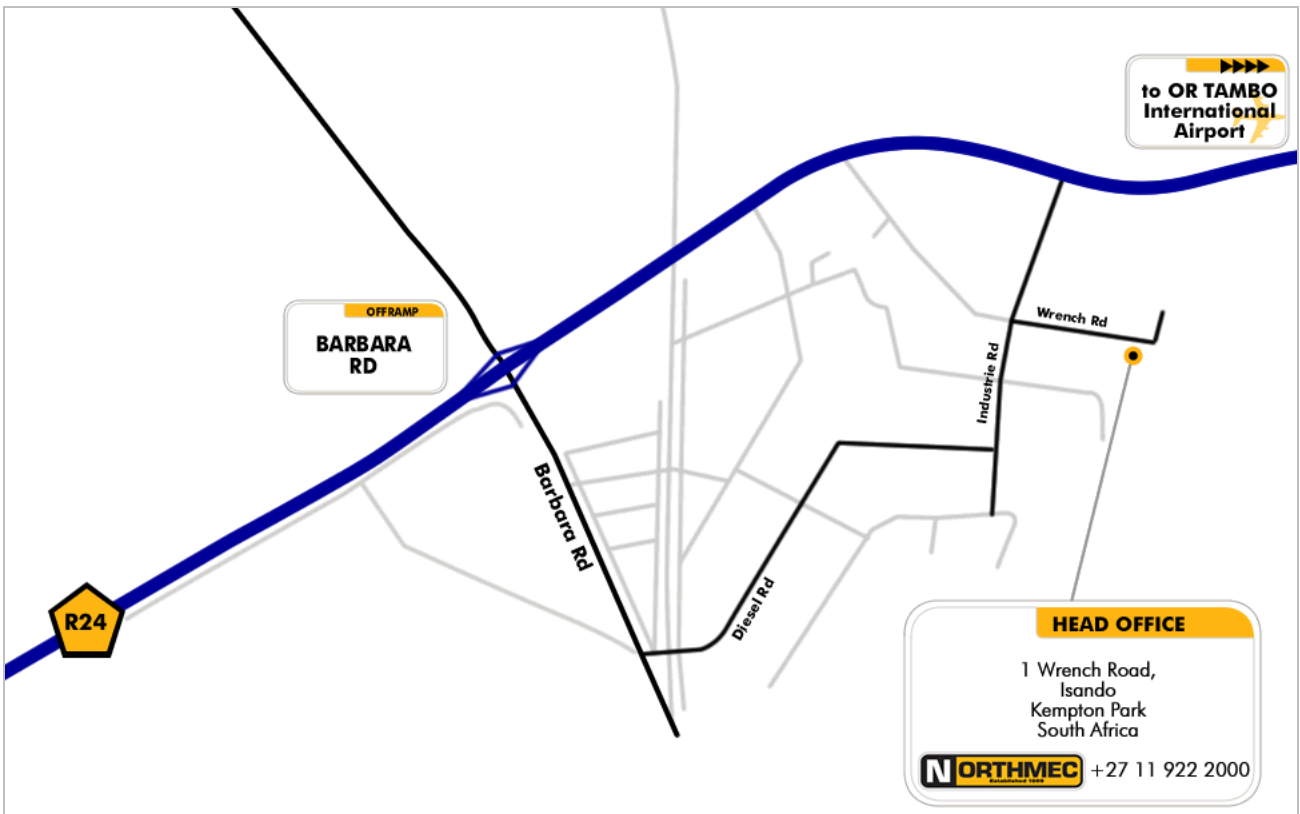 to OR TAMBO
International
Airport
OFFRAMP
BARBARA
RD
Wrench Rd
Industrie Rd
Barbara Rd
Diesel Rd
R24
HEAD OFFICE
1 Wrench Road,
Isando
Kempton Park
South Africa
NORTHMEC +27 11 922 2000